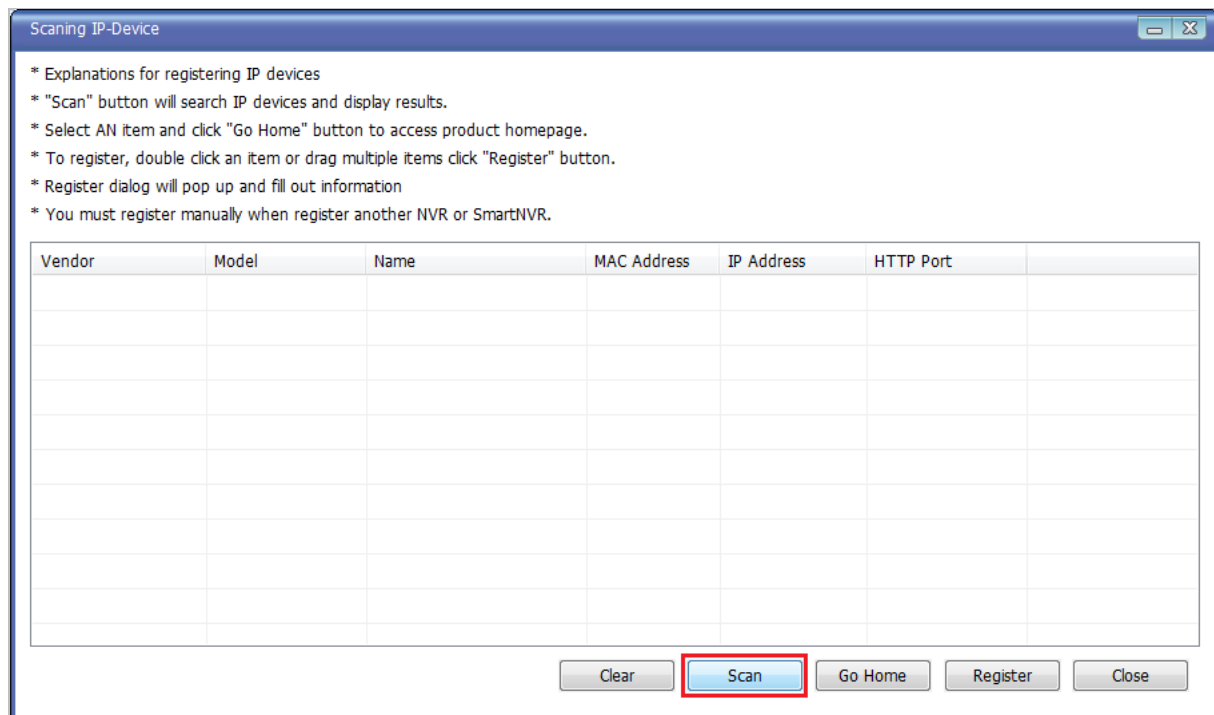 Scaning IP-Device
* Explanations for registering IP devices
* "Scan" button will search IP devices and display results.
* Select AN item and click "Go Home" button to access product homepage.
* To register, double click an item or drag multiple items click "Register" button.
* Register dialog will pop up and fill out information
* You must register manually when register another NVR or SmartNVR.
Vendor Model Name MAC Address IP Address HTTP Port
Clear Scan Go Home Register Close